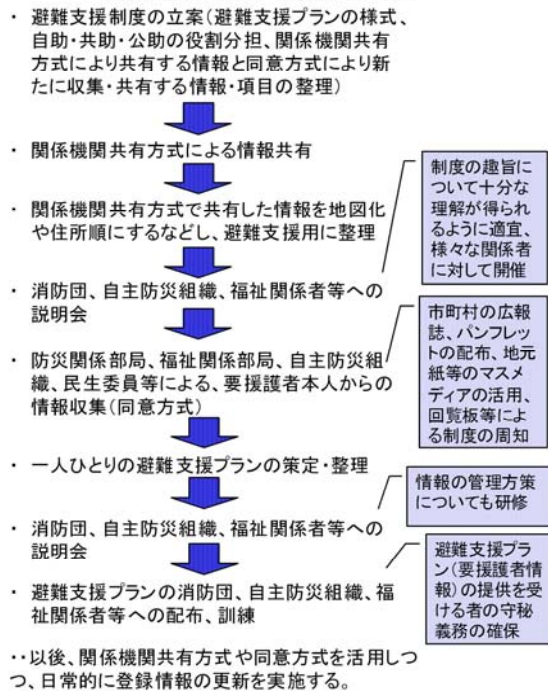 ・ 避難支援制度の立案(避難支援プランの様式、
自助・共助・公助の役割分担、関係機関共有
方式により共有する情報と同意方式により新
たに収集・共有する情報・項目の整理)
・ 関係機関共有方式による情報共有
・ 関係機関共有方式で共有した情報を地図化
や住所順にするなどし、避難支援用に整理
・ 消防団、自主防災組織、福祉関係者等への
説明会
制度の趣旨に
ついて十分な
理解が得られ
るように適宜、
様々な関係者
に対して開催
・ 防災関係部局、福祉関係部局、自主防災組
織、民生委員等による、要援護者本人からの
情報収集(同意方式)
市町村の広報
誌、パンフレッ
トの配布、地元
紙等のマスメ
ディアの活用、
回覧板等によ
る制度の周知
・ 一人ひとりの避難支援プランの策定・整理
・ 消防団、自主防災組織、福祉関係者等への
説明会
情報の管理方策
についても研修
・ 避難支援プランの消防団、自主防災組織、福
祉関係者等への配布、訓練
避難支援プラ
ン(要援護者情
報)の提供を受
ける者の守秘
義務の確保
・・以後、関係機関共有方式や同意方式を活用しつ
つ、日常的に登録情報の更新を実施する。